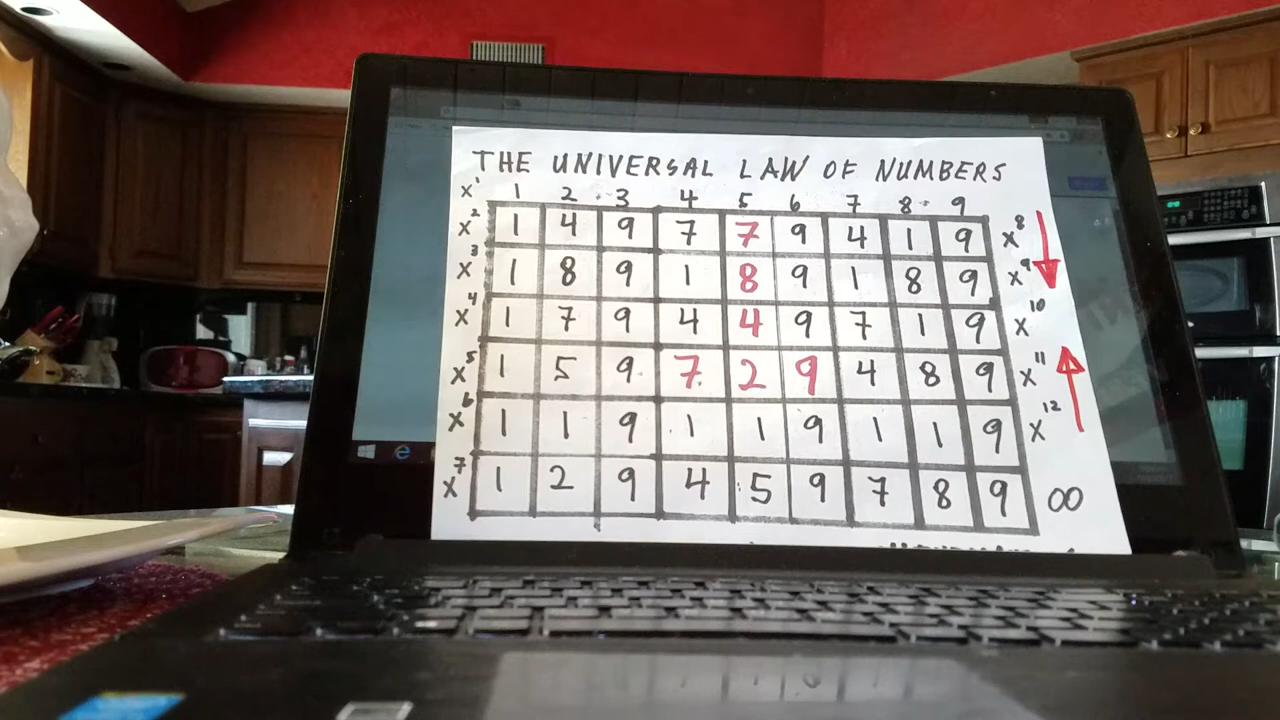 THE UNIVERSAL LAW OF NUMBERS
x¹ 1 2 3 4 5 6 7 8 9
x² 1 4 9 7 7 9 4 1 9 x⁸
x³ 1 8 9 1 8 9 1 8 9 x⁹
x⁴ 1 7 9 4 4 9 7 1 9 x¹⁰
x⁵ 1 5 9 7 2 9 4 8 9 x¹¹
x⁶ 1 1 9 1 1 9 1 1 9 x¹²
x⁷ 1 2 9 4 5 9 7 8 9 ∞